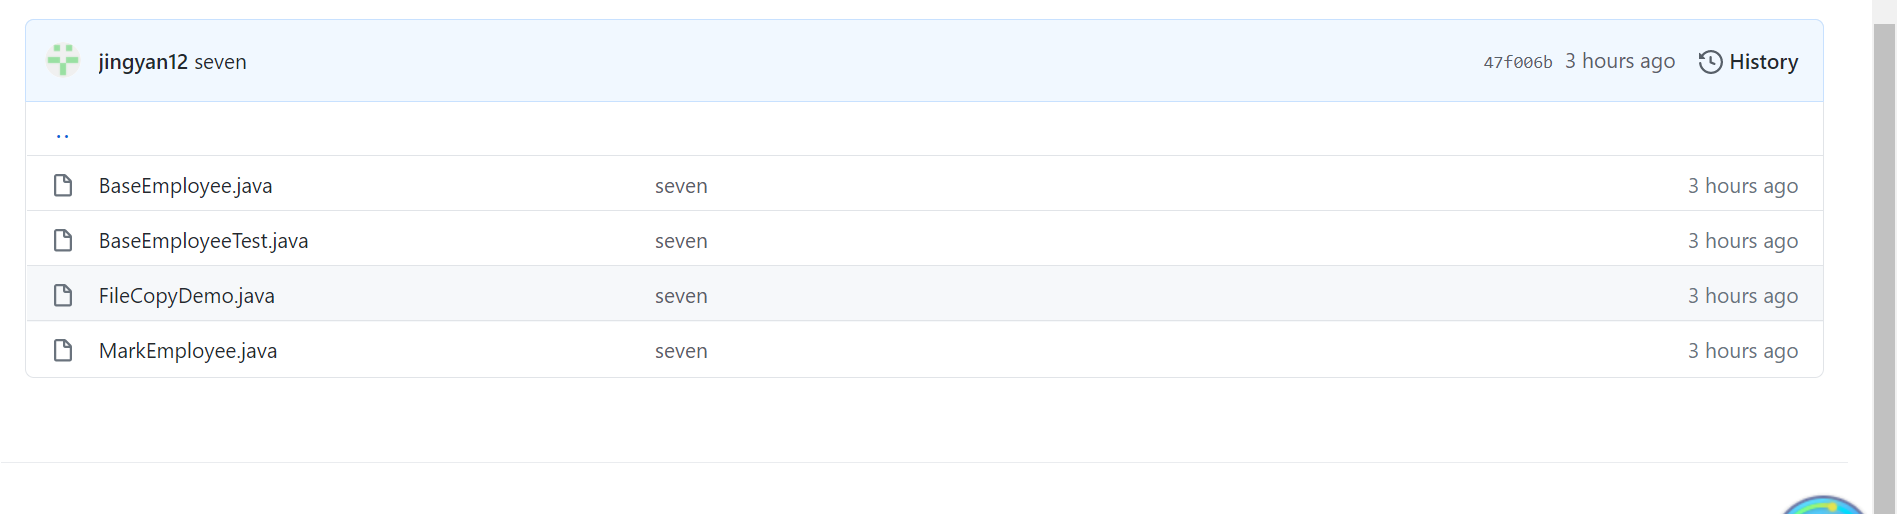 jingyan12 seven 47f006b 3 hours ago History
..
BaseEmployee.java seven 3 hours ago
BaseEmployeeTest.java seven 3 hours ago
FileCopyDemo.java seven 3 hours ago
MarkEmployee.java seven 3 hours ago